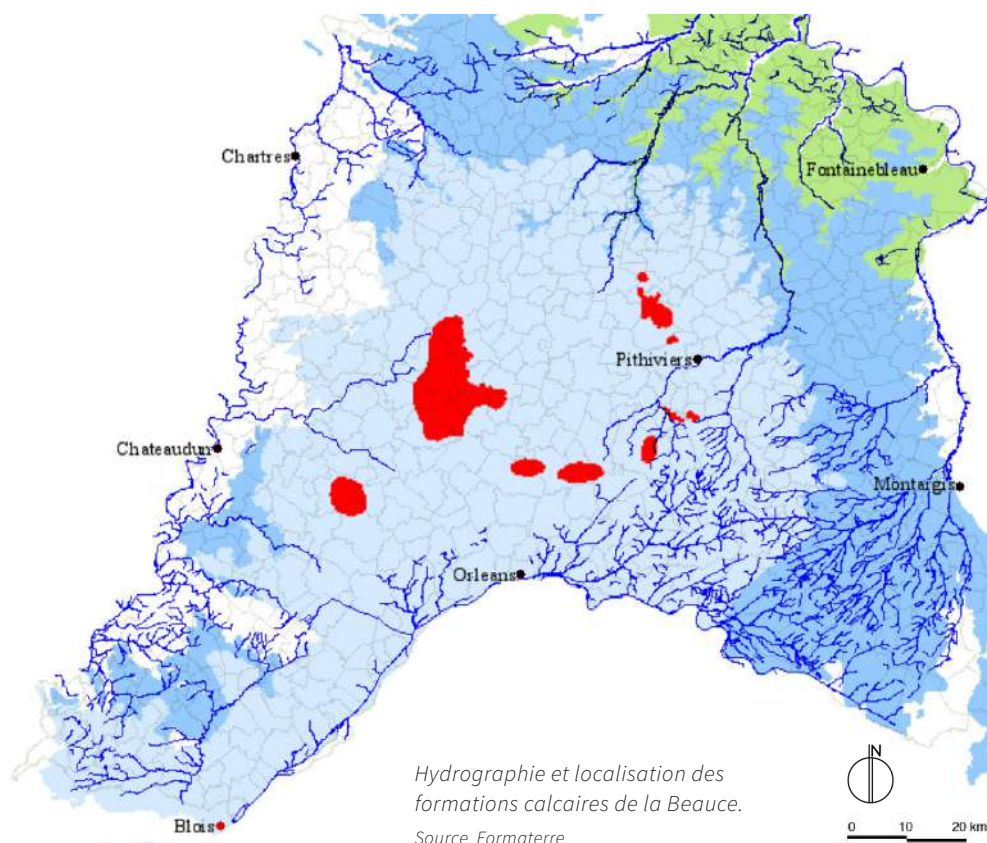 Chartres
Fontainebleau
Pithiviers
Chateaudun
Montargis
Orleans
Blois
Hydrographie et localisation des
formations calcaires de la Beauce.
Source Formaterre
N
0 10 20 km